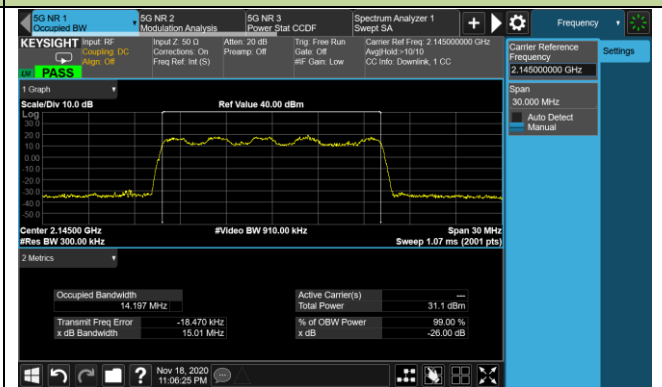 5G NR 1
Occupied BW
5G NR 2
Modulation Analysis
5G NR 3
Power Stat CCDF
Spectrum Analyzer 1
Swept SA
Frequency
KEYSIGHT
Input: RF
Coupling: DC
Align: Off
Input Z: 50 Ω
Corrections: On
Freq Ref: Int (S)
Atten: 20 dB
Preamp: Off
Trig: Free Run
Gate: Off
#IF Gain: Low
Carrier Ref Freq: 2.145000000 GHz
Avg|Hold:>10/10
CC Info: Downlink, 1 CC
PASS
Carrier Reference
Frequency
2.145000000 GHz
Settings
Span
30.000 MHz
Auto Detect
Manual
1 Graph
Scale/Div 10.0 dB
Ref Value 40.00 dBm
Log
30.0
20.0
10.0
0.00
-10.0
-20.0
-30.0
-40.0
-50.0
Center 2.14500 GHz
#Video BW 910.00 kHz
Span 30 MHz
#Res BW 300.00 kHz
Sweep 1.07 ms (2001 pts)
2 Metrics
Occupied Bandwidth
14.197 MHz
Active Carrier(s)
—
Total Power
31.1 dBm
Transmit Freq Error
-18.470 kHz
% of OBW Power
99.00 %
x dB Bandwidth
15.01 MHz
x dB
-26.00 dB
?
Nov 18, 2020
11:06:25 PM